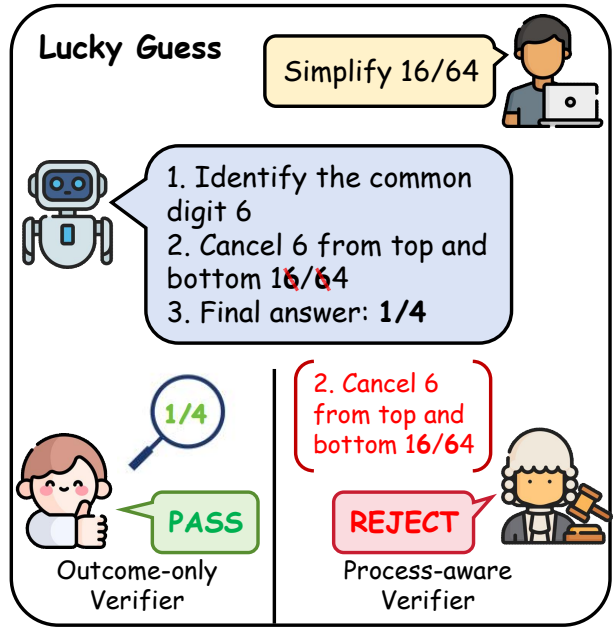 Lucky Guess
Simplify 16/64
1. Identify the common
digit 6
2. Cancel 6 from top and
bottom 16/64
3. Final answer: 1/4
1/4
PASS
Outcome-only
Verifier
2. Cancel 6
from top and
bottom 16/64
REJECT
Process-aware
Verifier